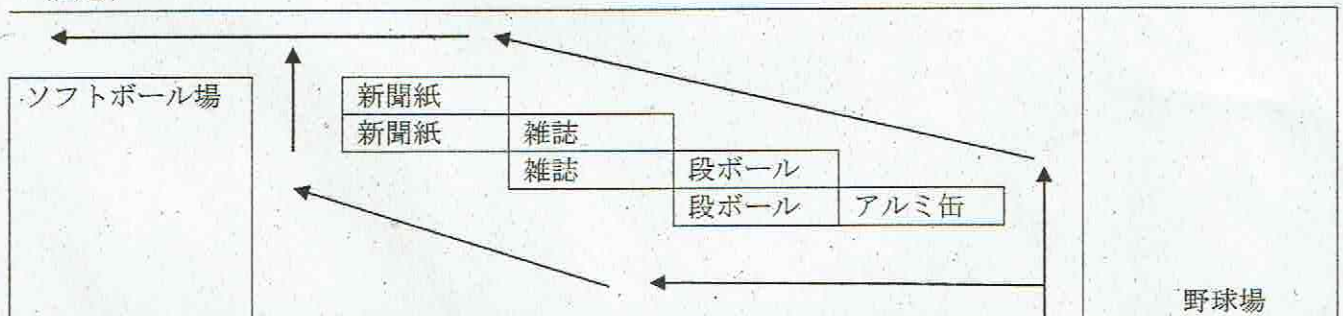 ソフトボール場
新聞紙
新聞紙 雑誌
雑誌 段ボール
段ボール アルミ缶
野球場